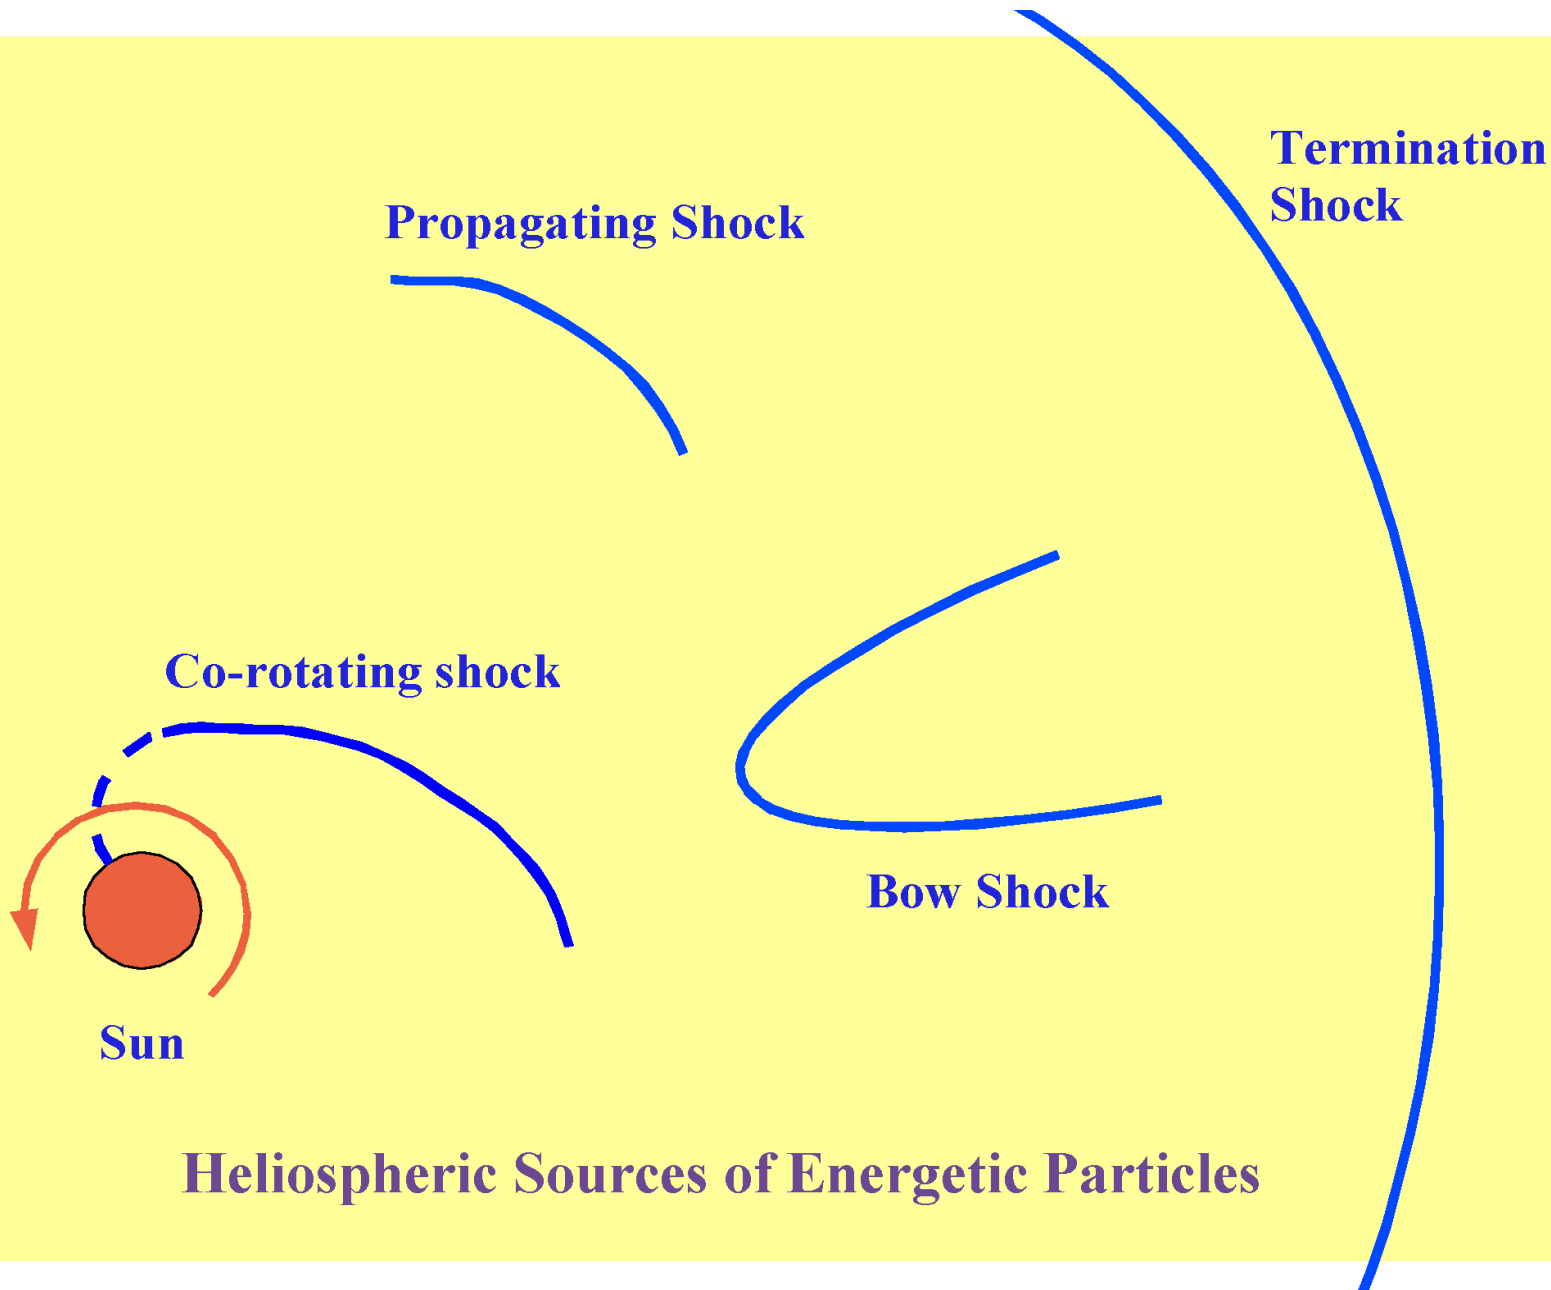 Termination
Shock
Propagating Shock
Co-rotating shock
Bow Shock
Sun
Heliospheric Sources of Energetic Particles